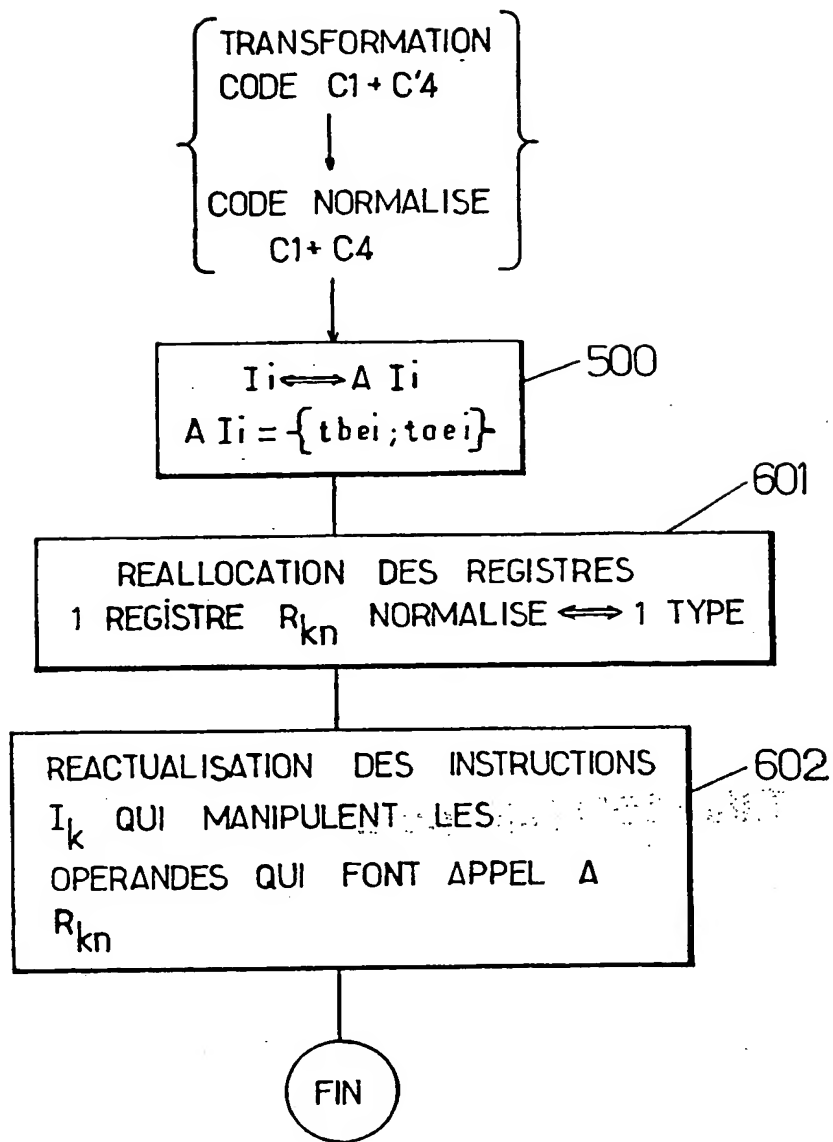 TRANSFORMATION
CODE C1 + C'4
CODE NORMALISE
C1 + C4
Ii ⟺ A Ii
A Ii = {tbei ; taei}
500
601
REALLOCATION DES REGISTRES
1 REGISTRE Rkn NORMALISE ⟺ 1 TYPE
REACTUALISATION DES INSTRUCTIONS
602
Ik QUI MANIPULENT LES
OPERANDES QUI FONT APPEL A
Rkn
FIN